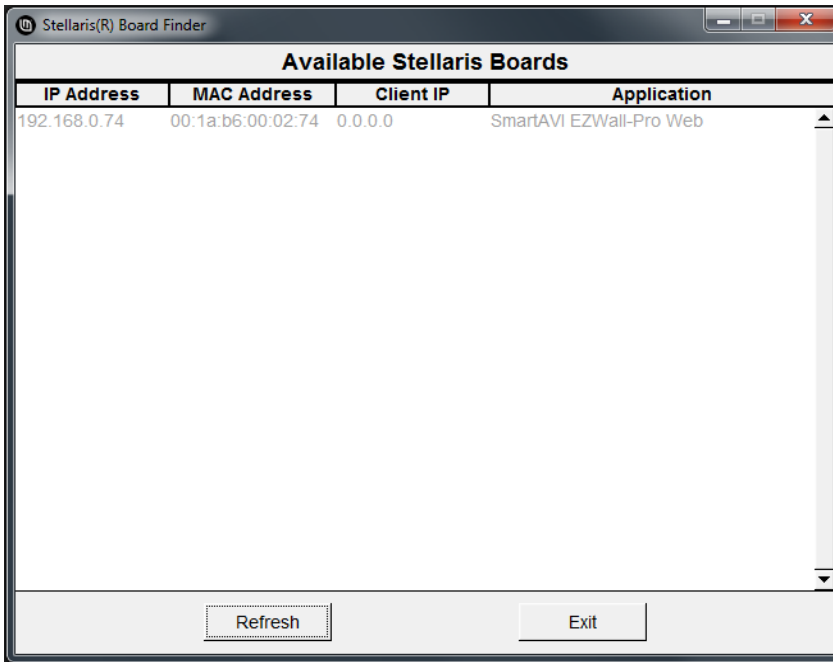 Stellaris(R) Board Finder
Available Stellaris Boards
IP Address MAC Address Client IP Application
192.168.0.74 00:1a:b6:00:02:74 0.0.0.0 SmartAVI EZWall-Pro Web
Refresh Exit